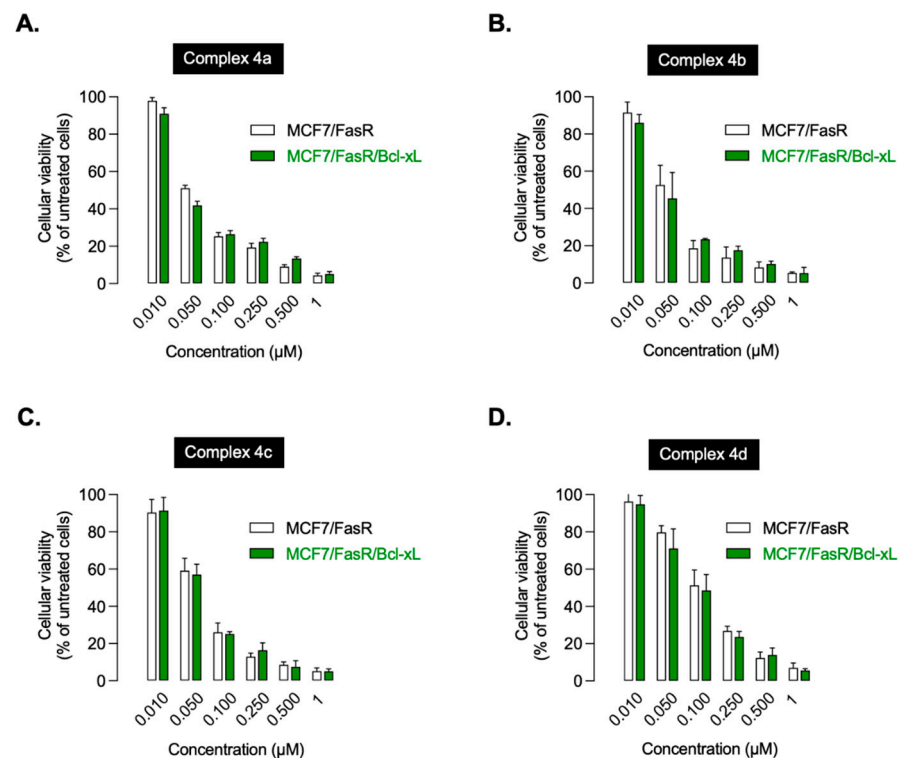 A.
Complex 4a
Cellular viability
(% of untreated cells)
100
80
60
40
20
0
MCF7/FasR
MCF7/FasR/Bcl-xL
0.010
0.050
0.100
0.250
0.500
1
Concentration (µM)
B.
Complex 4b
Cellular viability
(% of untreated cells)
100
80
60
40
20
0
MCF7/FasR
MCF7/FasR/Bcl-xL
0.010
0.050
0.100
0.250
0.500
1
Concentration (µM)
C.
Complex 4c
Cellular viability
(% of untreated cells)
100
80
60
40
20
0
MCF7/FasR
MCF7/FasR/Bcl-xL
0.010
0.050
0.100
0.250
0.500
1
Concentration (µM)
D.
Complex 4d
Cellular viability
(% of untreated cells)
100
80
60
40
20
0
MCF7/FasR
MCF7/FasR/Bcl-xL
0.010
0.050
0.100
0.250
0.500
1
Concentration (µM)